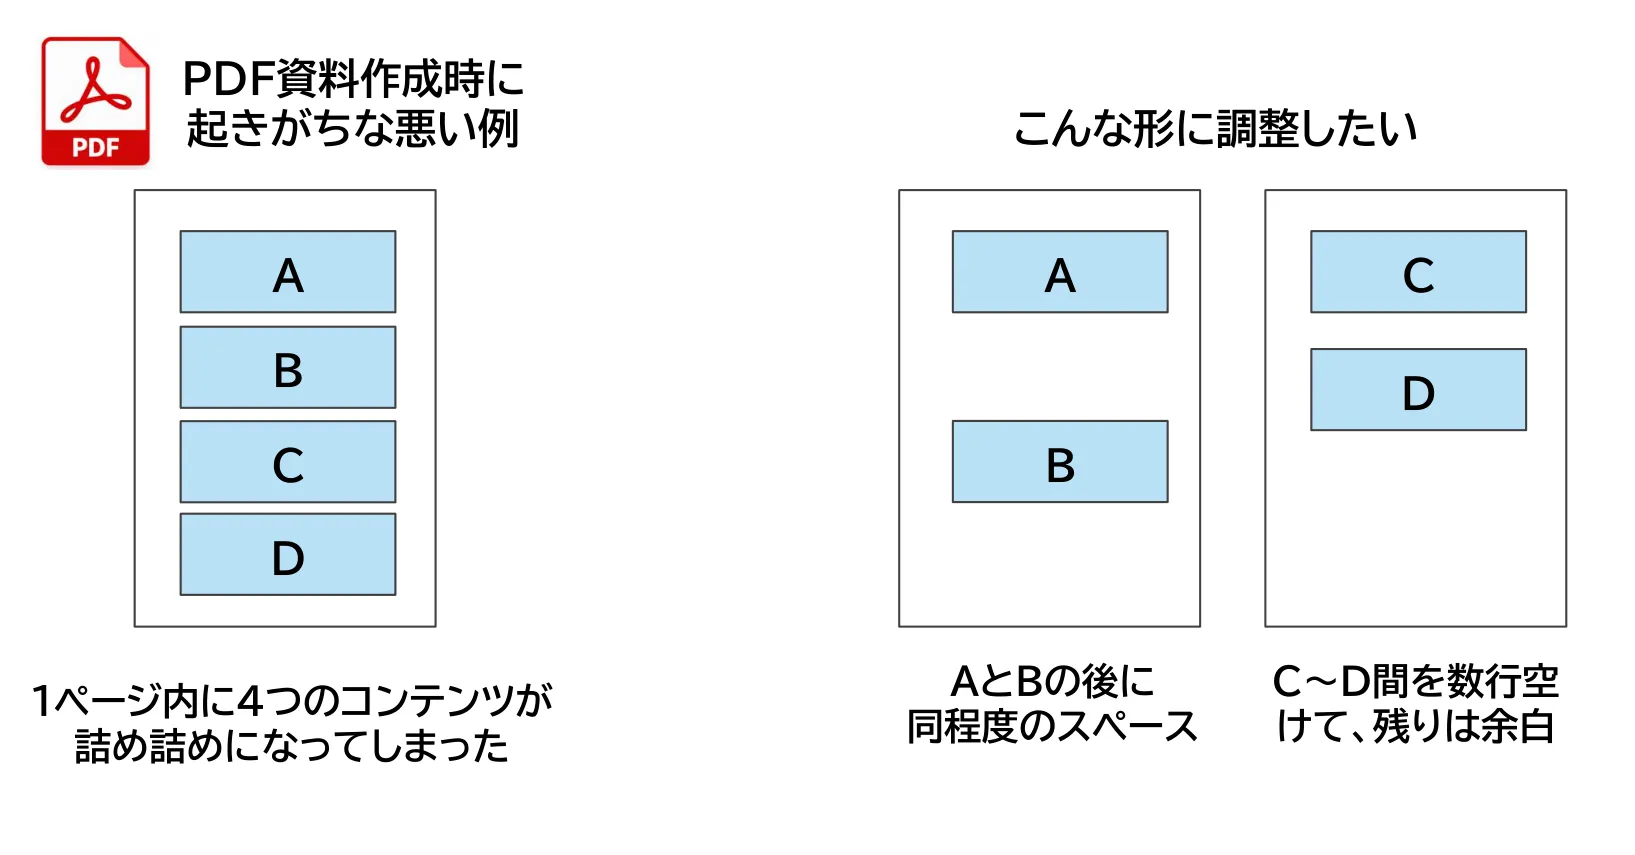 PDF
PDF資料作成時に
起きがちな悪い例
こんな形に調整したい
A
B
C
D
A
B
C
D
1ページ内に4つのコンテンツが
詰め詰めになってしまった
AとBの後に
同程度のスペース
C～D間を数行空
けて、残りは余白